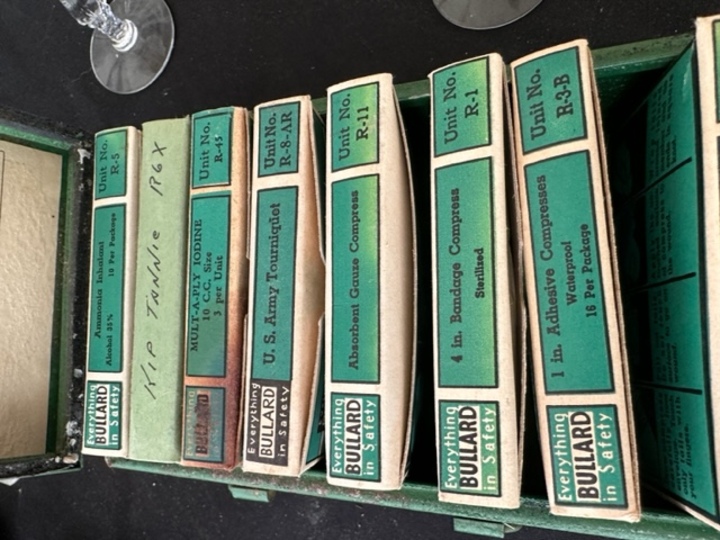 Unit No.
R-5
Ammonia Inhalant
Alcohol 35% 10 Per Package
Everything
BULLARD
in Safety
KIP TANNIC R6X
Unit No.
R-45
MULT-A-PLY IODINE
10 C.C. Size
3 per Unit
BULLARD
Unit No.
R-8-AR
U. S. Army Tourniquet
Everything
BULLARD
in Safety
Unit No.
R-11
Absorbent Gauze Compress
Everything
BULLARD
in Safety
Unit No.
R-1
4 in. Bandage Compress
Sterilized
Everything
BULLARD
in Safety
Unit No.
R-3-B
1 in. Adhesive Compresses
Waterproof
16 Per Package
Everything
BULLARD
in Safety